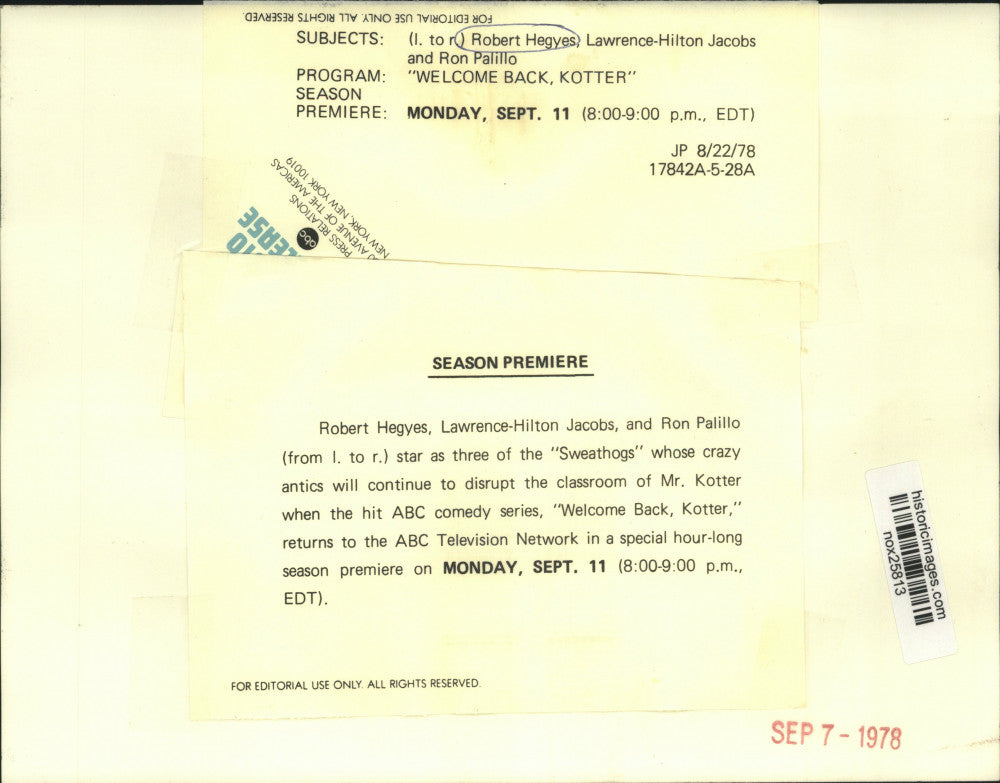 FOR EDITORIAL USE ONLY. ALL RIGHTS RESERVED.
SUBJECTS: (l. to r.) Robert Hegyes, Lawrence-Hilton Jacobs
and Ron Palillo
PROGRAM: "WELCOME BACK, KOTTER"
SEASON
PREMIERE: MONDAY, SEPT. 11 (8:00-9:00 p.m., EDT)
JP 8/22/78
17842A-5-28A
abc PRESS RELATIONS
AVENUE OF THE AMERICAS
NEW YORK, NEW YORK 10019
SEASON PREMIERE
Robert Hegyes, Lawrence-Hilton Jacobs, and Ron Palillo
(from l. to r.) star as three of the "Sweathogs" whose crazy
antics will continue to disrupt the classroom of Mr. Kotter
when the hit ABC comedy series, "Welcome Back, Kotter,"
returns to the ABC Television Network in a special hour-long
season premiere on MONDAY, SEPT. 11 (8:00-9:00 p.m.,
EDT).
FOR EDITORIAL USE ONLY. ALL RIGHTS RESERVED.
historicimages.com
nox25813
SEP 7 - 1978